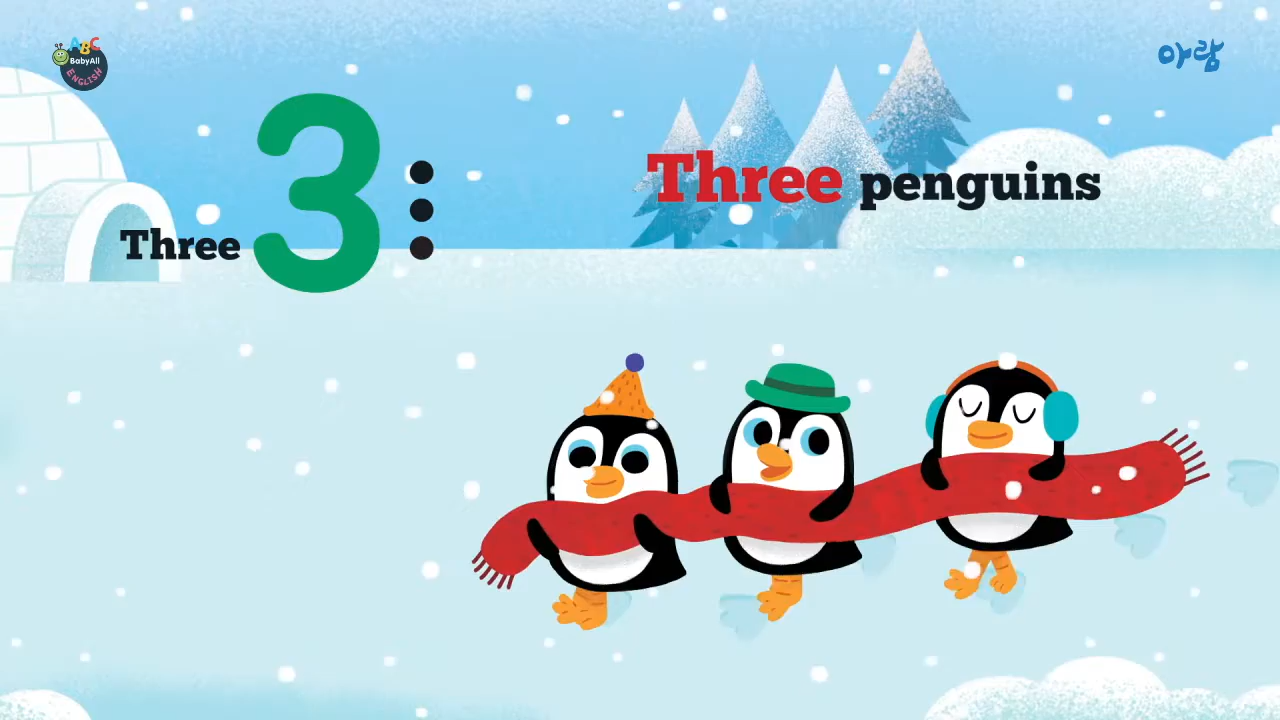 ABC
BabyAll
ENGLISH
아람
Three 3
Three penguins